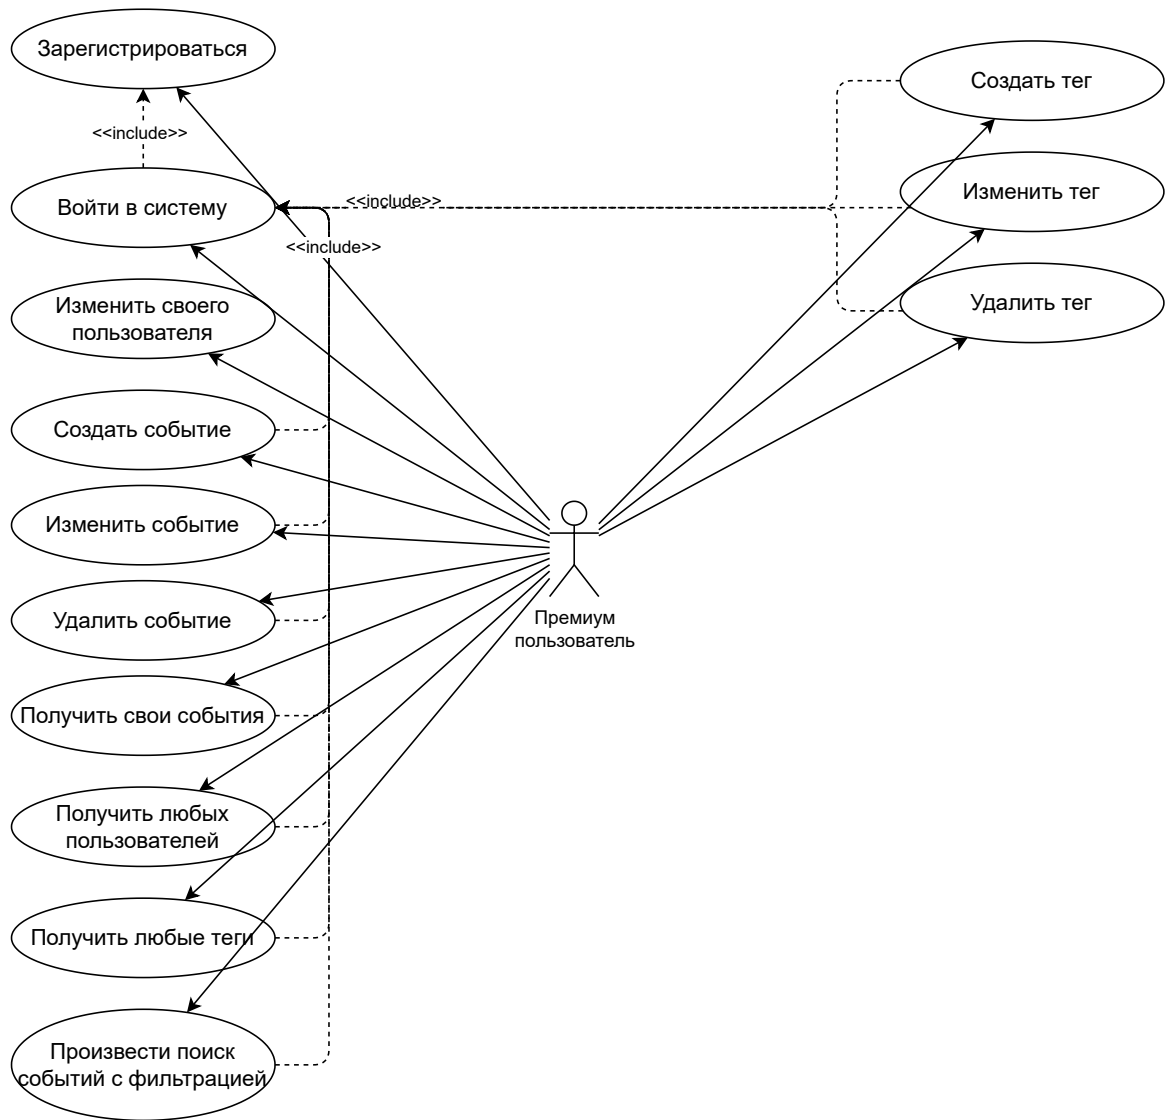 Зарегистрироваться
<<include>>
Войти в систему
<<include>>
<<include>>
Изменить своего
пользователя
Создать событие
Изменить событие
Удалить событие
Получить свои события
Получить любых
пользователей
Получить любые теги
Произвести поиск
событий с фильтрацией
Премиум
пользователь
Создать тег
Изменить тег
Удалить тег